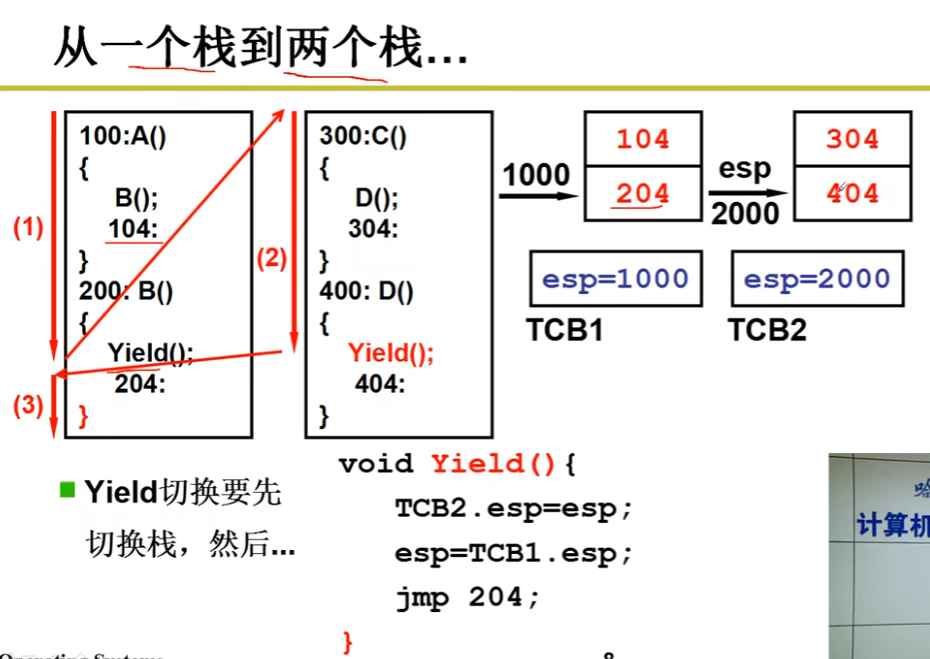 从一个栈到两个栈...
100:A()
{
B();
104:
}
200: B()
{
Yield();
204:
}
(1)
(2)
(3)
300:C()
{
D();
304:
}
400: D()
{
Yield();
404:
}
1000
104
204
esp
2000
304
404
esp=1000
TCB1
esp=2000
TCB2
Yield切换要先
切换栈，然后...
void Yield(){
TCB2.esp=esp;
esp=TCB1.esp;
jmp 204;
}
计算机